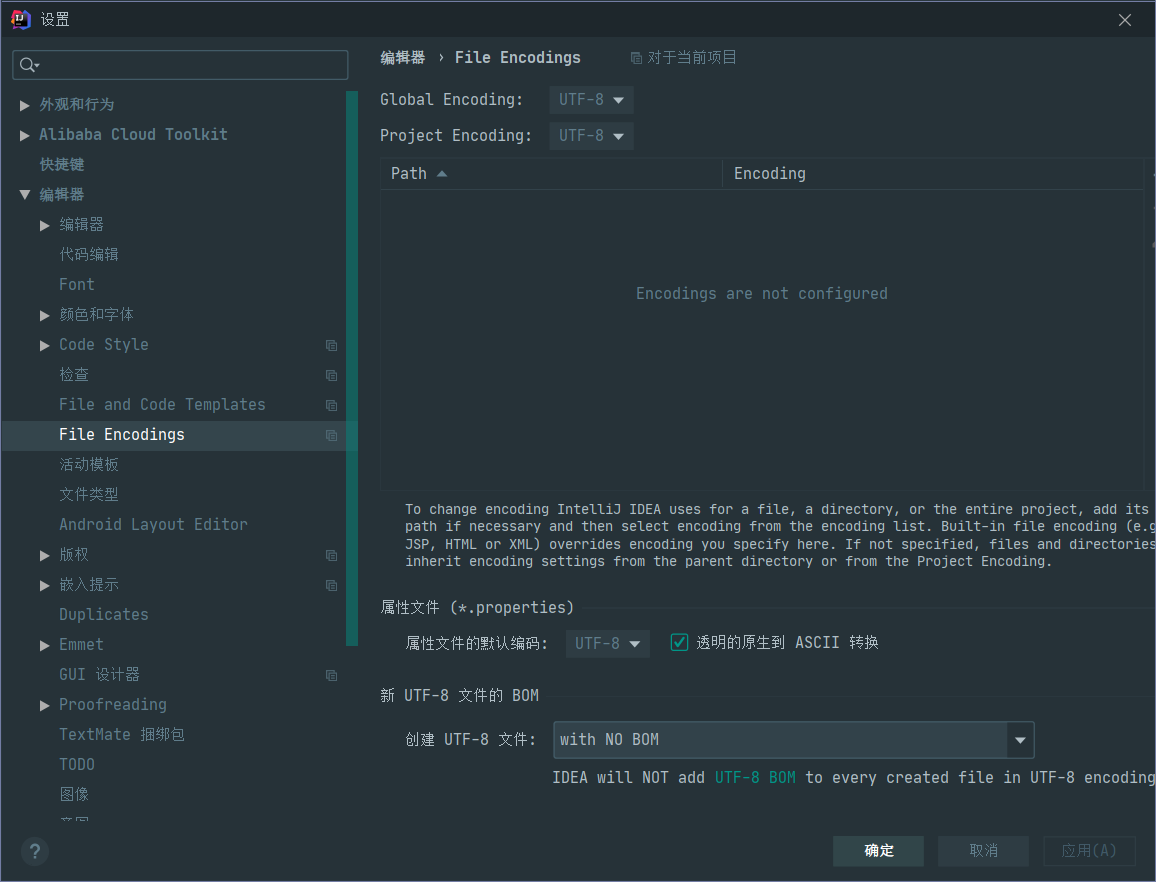 设置
外观和行为
Alibaba Cloud Toolkit
快捷键
编辑器
编辑器
代码编辑
Font
颜色和字体
Code Style
检查
File and Code Templates
File Encodings
活动模板
文件类型
Android Layout Editor
版权
嵌入提示
Duplicates
Emmet
GUI 设计器
Proofreading
TextMate 捆绑包
TODO
图像
编辑器 › File Encodings 对于当前项目
Global Encoding: UTF-8
Project Encoding: UTF-8
Path Encoding
Encodings are not configured
To change encoding IntelliJ IDEA uses for a file, a directory, or the entire project, add its
path if necessary and then select encoding from the encoding list. Built-in file encoding (e.g
JSP, HTML or XML) overrides encoding you specify here. If not specified, files and directories
inherit encoding settings from the parent directory or from the Project Encoding.
属性文件 (*.properties)
属性文件的默认编码: UTF-8 透明的原生到 ASCII 转换
新 UTF-8 文件的 BOM
创建 UTF-8 文件: with NO BOM
IDEA will NOT add UTF-8 BOM to every created file in UTF-8 encoding
? 确定 取消 应用(A)